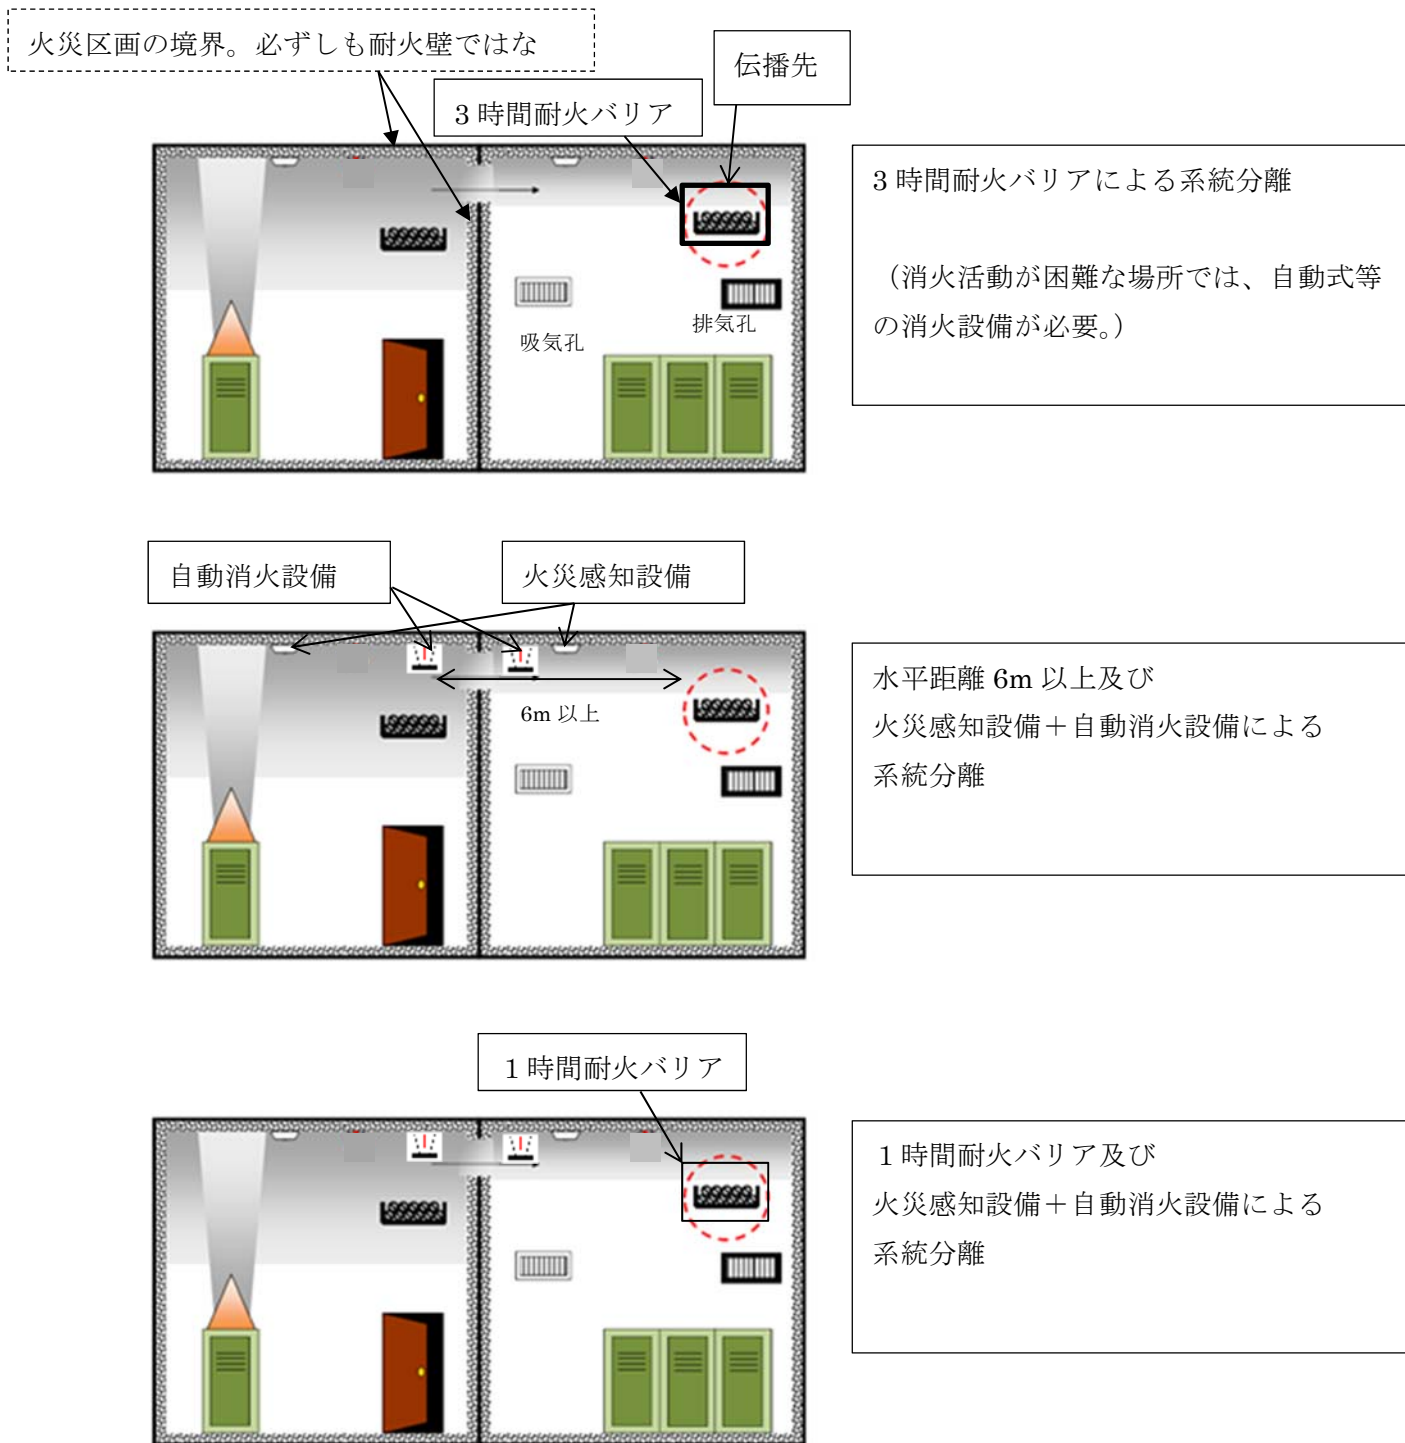 火災区画の境界。必ずしも耐火壁ではな
伝播先
3 時間耐火バリア
3 時間耐火バリアによる系統分離
（消火活動が困難な場所では、自動式等
の消火設備が必要。）
吸気孔
排気孔
自動消火設備
火災感知設備
6m 以上
水平距離 6m 以上及び
火災感知設備＋自動消火設備による
系統分離
１時間耐火バリア
１時間耐火バリア及び
火災感知設備＋自動消火設備による
系統分離